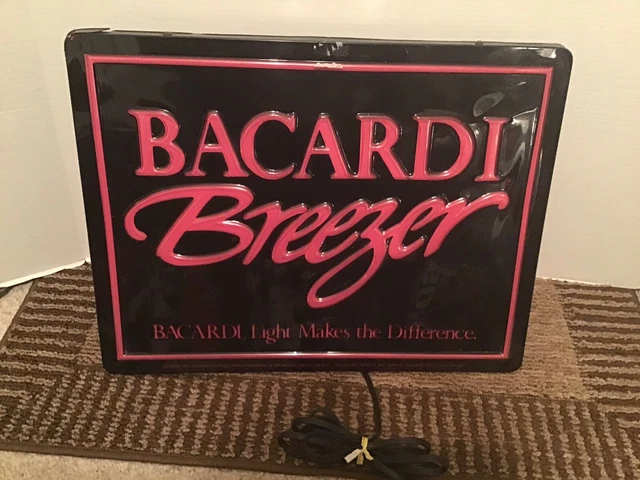 BACARDI
Breezer
BACARDI Light Makes the Difference.